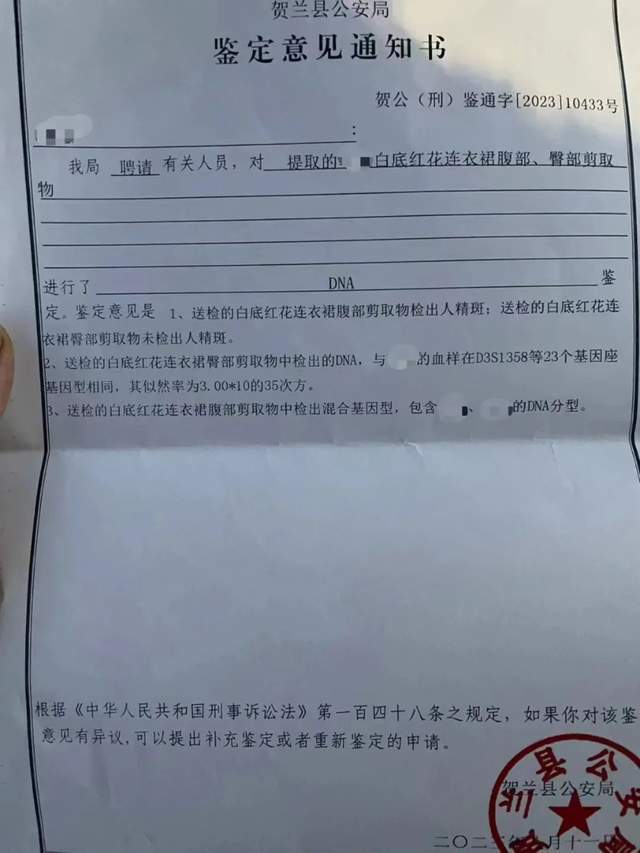 贺兰县公安局
鉴定意见通知书
贺公（刑）鉴通字[2023]10433号
：
我局 聘请 有关人员，对 提取的 白底红花连衣裙腹部、臀部剪取
物
进行了 DNA 鉴
定。鉴定意见是 1、送检的白底红花连衣裙腹部剪取物检出人精斑；送检的白底红花连
衣裙臀部剪取物未检出人精斑。
2、送检的白底红花连衣裙臀部剪取物中检出的DNA，与 的血样在D3S1358等23个基因座
基因型相同，其似然率为3.00*10的35次方。
3、送检的白底红花连衣裙腹部剪取物中检出混合基因型，包含 、 的DNA分型。
根据《中华人民共和国刑事诉讼法》第一百四十八条之规定，如果你对该鉴
意见有异议，可以提出补充鉴定或者重新鉴定的申请。
贺兰县公安局
二〇二 月十一